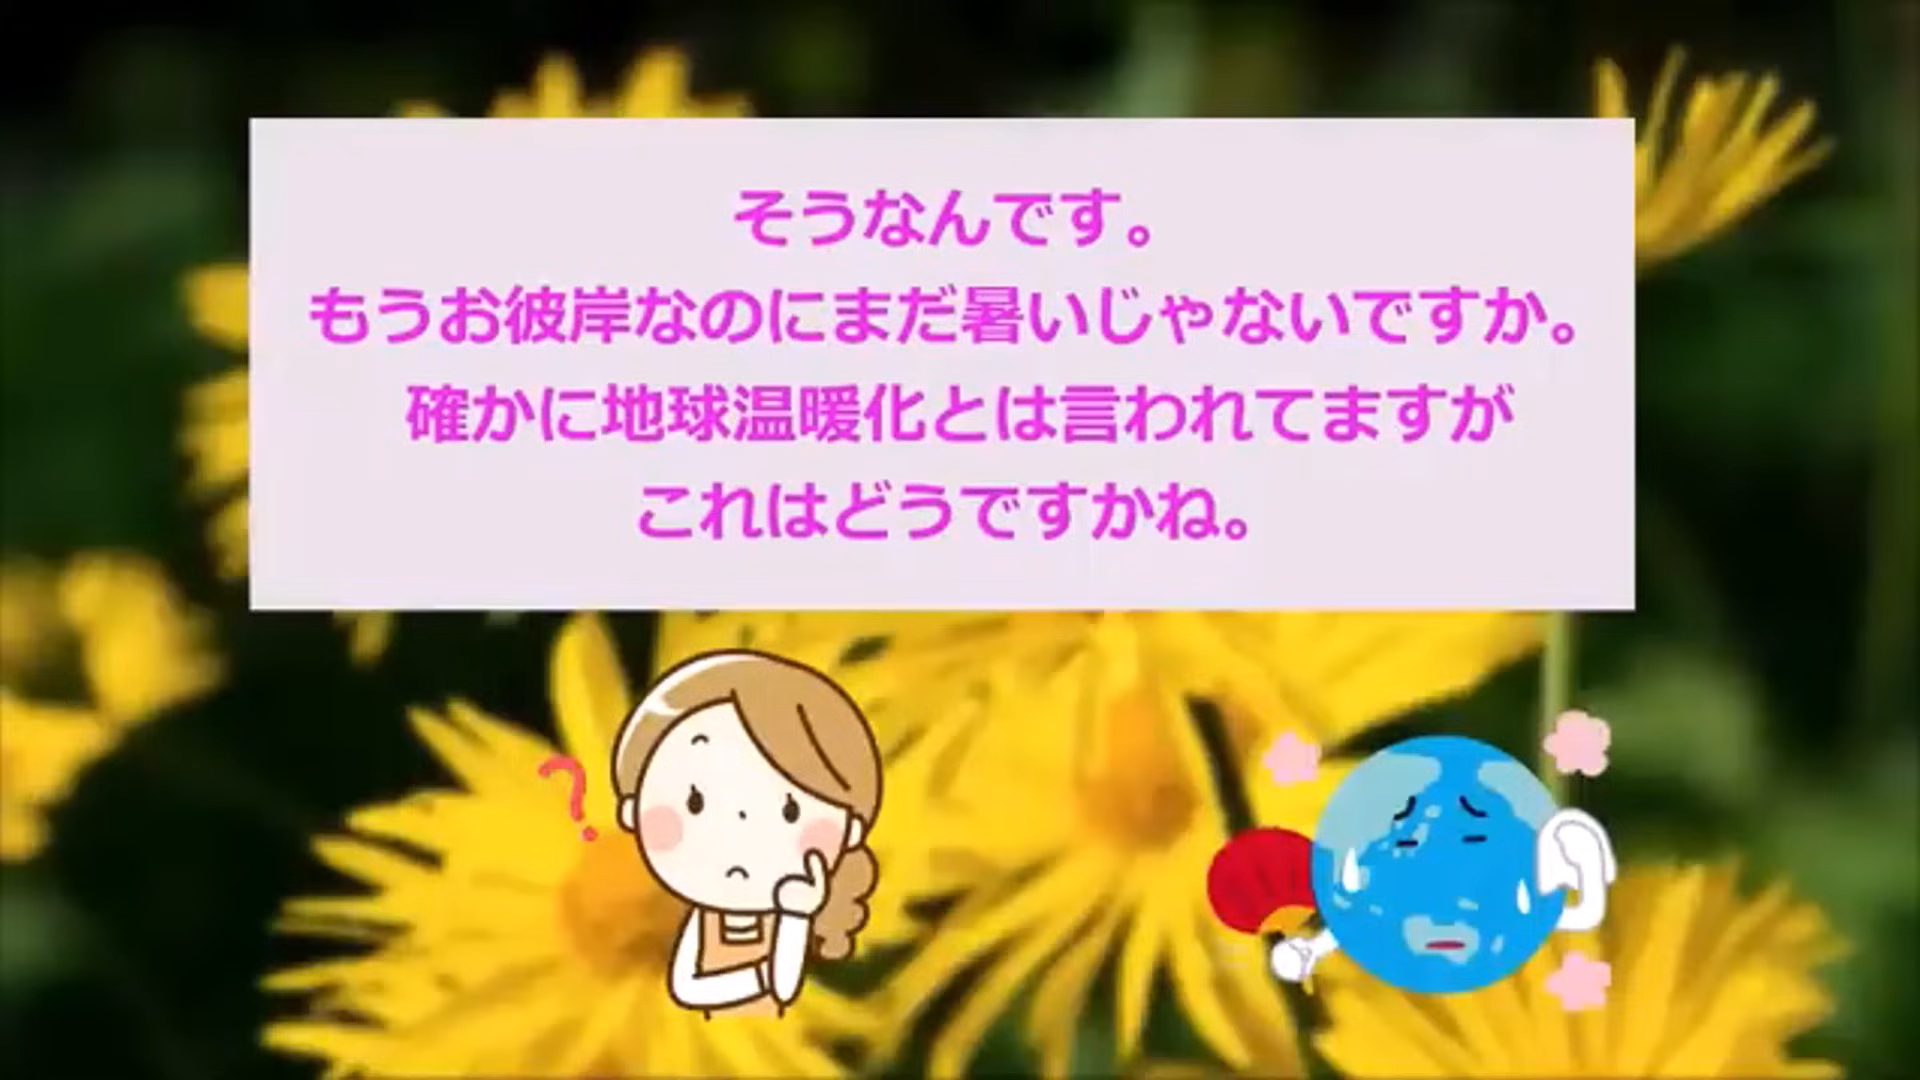 そうなんです。
もうお彼岸なのにまだ暑いじゃないですか。
確かに地球温暖化とは言われてますが
これはどうですかね。
?